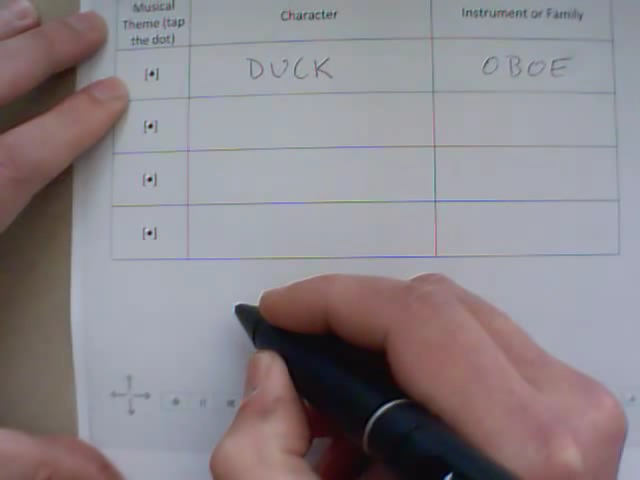 Musical Theme (tap the dot) Character Instrument or Family
[•] DUCK OBOE
[•]
[•]
[•]